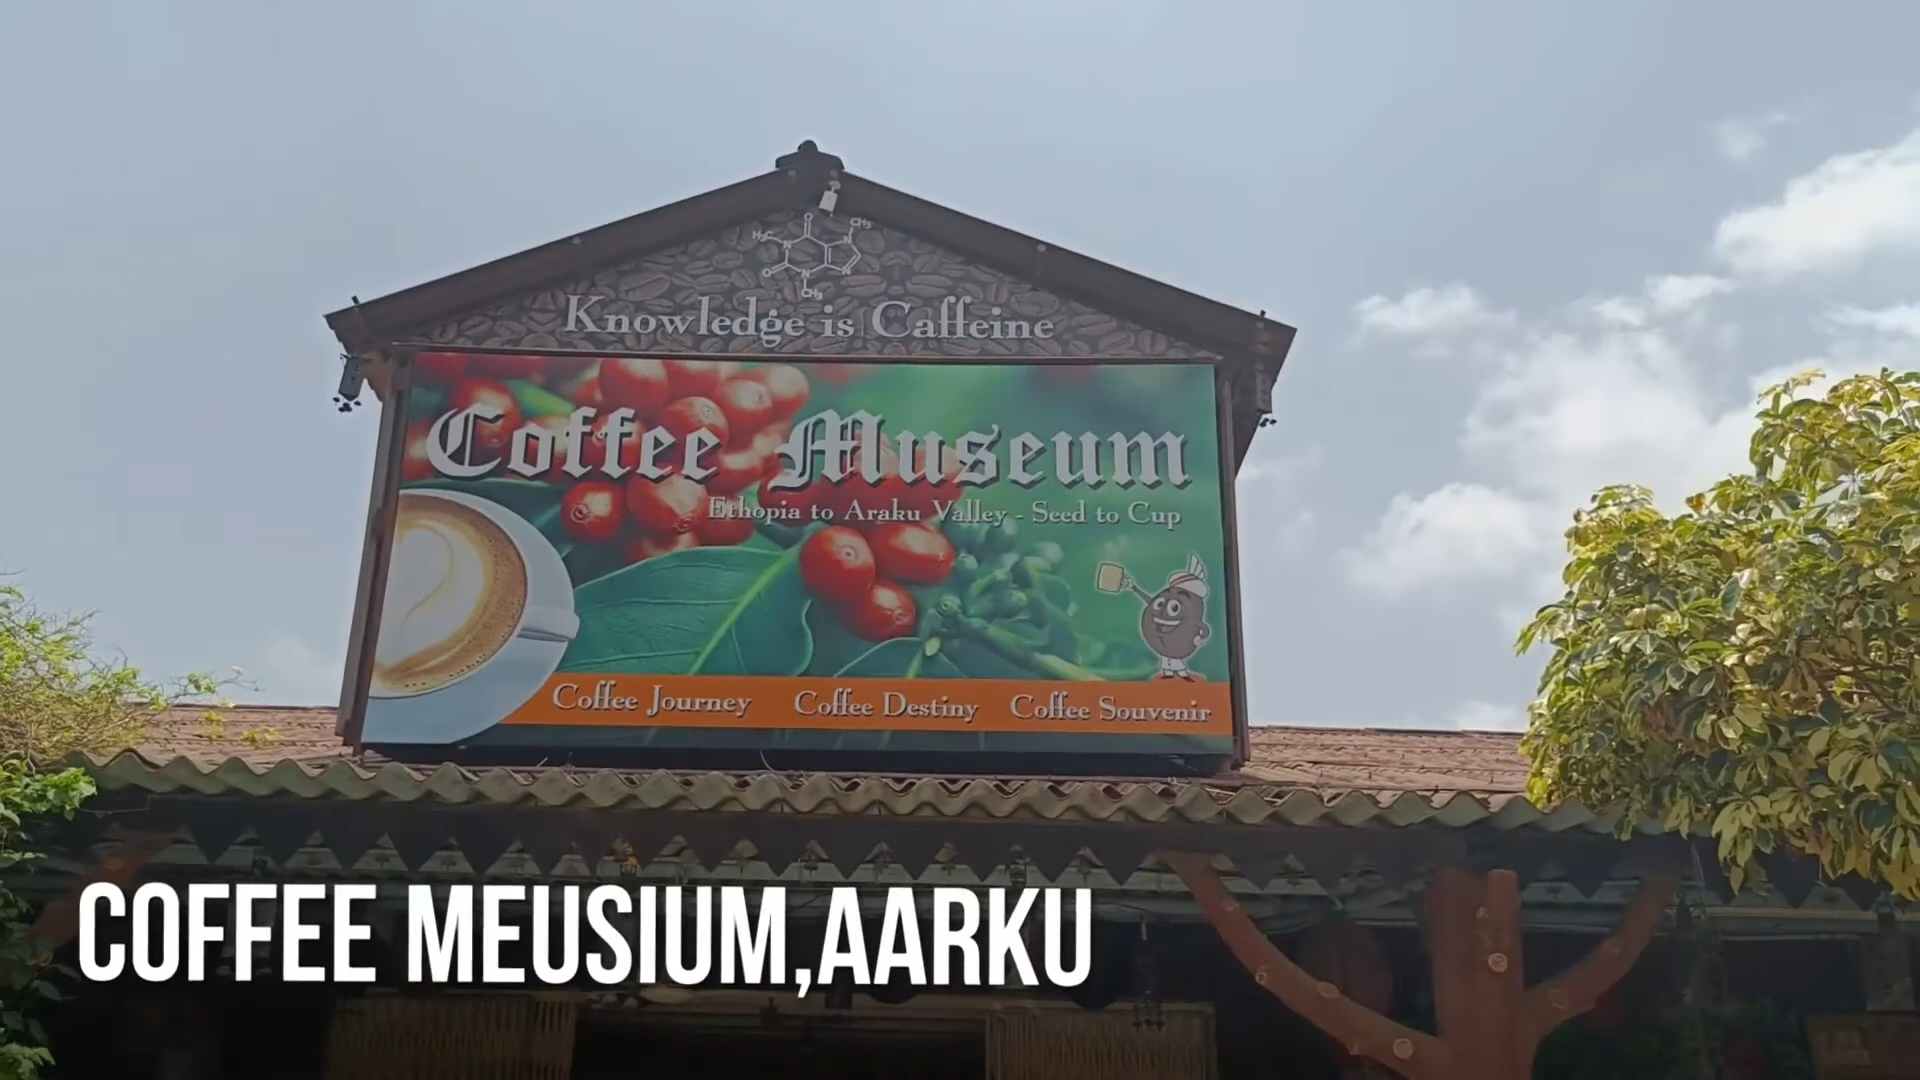 Knowledge is Caffeine
Coffee Museum
Ethopia to Araku Valley - Seed to Cup
Coffee Journey Coffee Destiny Coffee Souvenir
COFFEE MEUSIUM,AARKU